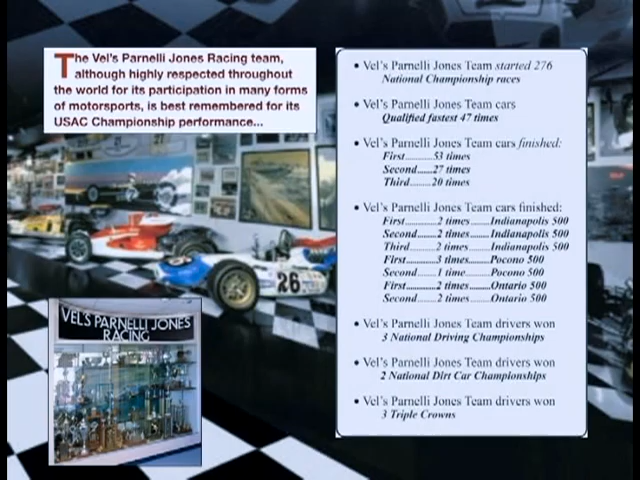 The Vel's Parnelli Jones Racing team,
although highly respected throughout
the world for its participation in many forms
of motorsports, is best remembered for its
USAC Championship performance...
• Vel's Parnelli Jones Team started 276
National Championship races
• Vel's Parnelli Jones Team cars
Qualified fastest 47 times
• Vel's Parnelli Jones Team cars finished:
First..........53 times
Second......27 times
Third........20 times
• Vel's Parnelli Jones Team cars finished:
First..........2 times......Indianapolis 500
Second......2 times......Indianapolis 500
Third........2 times......Indianapolis 500
First..........3 times......Pocono 500
Second......1 time.......Pocono 500
First..........2 times......Ontario 500
Second......2 times......Ontario 500
• Vel's Parnelli Jones Team drivers won
3 National Driving Championships
• Vel's Parnelli Jones Team drivers won
2 National Dirt Car Championships
• Vel's Parnelli Jones Team drivers won
3 Triple Crowns
26
VEL'S PARNELLI JONES
RACING